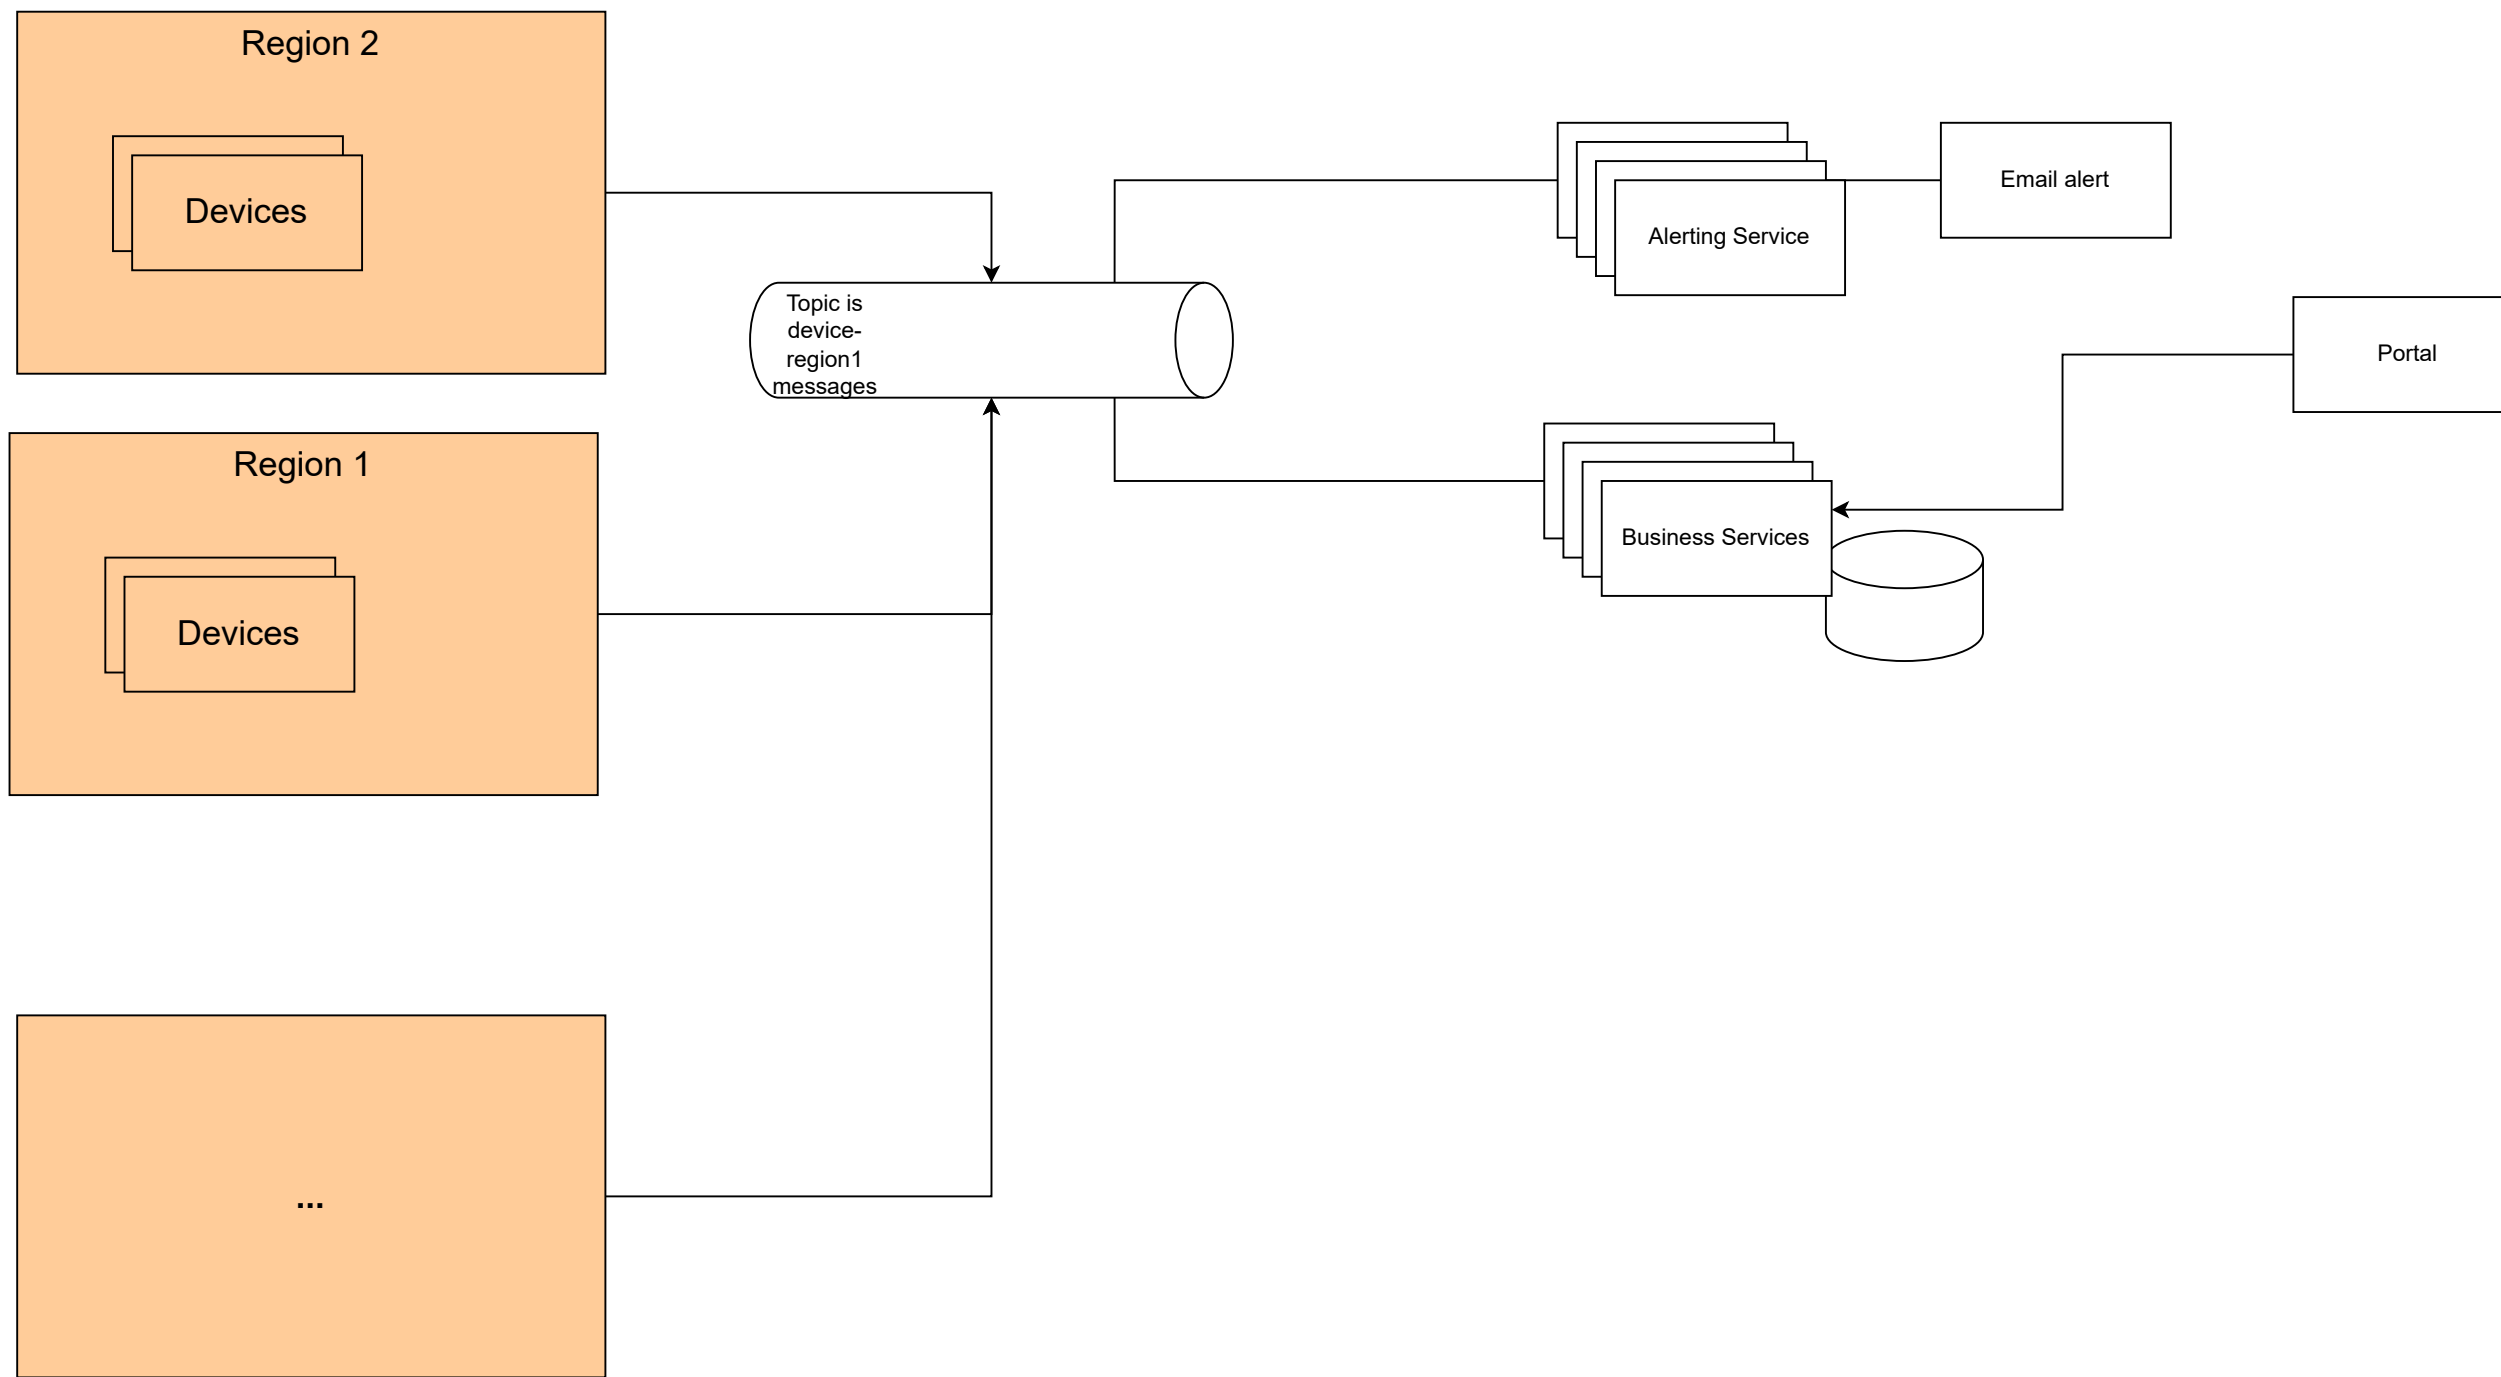 Region 2
Devices
Topic is
device-
region1
messages
Alerting Service
Email alert
Portal
Region 1
Devices
Business Services
...